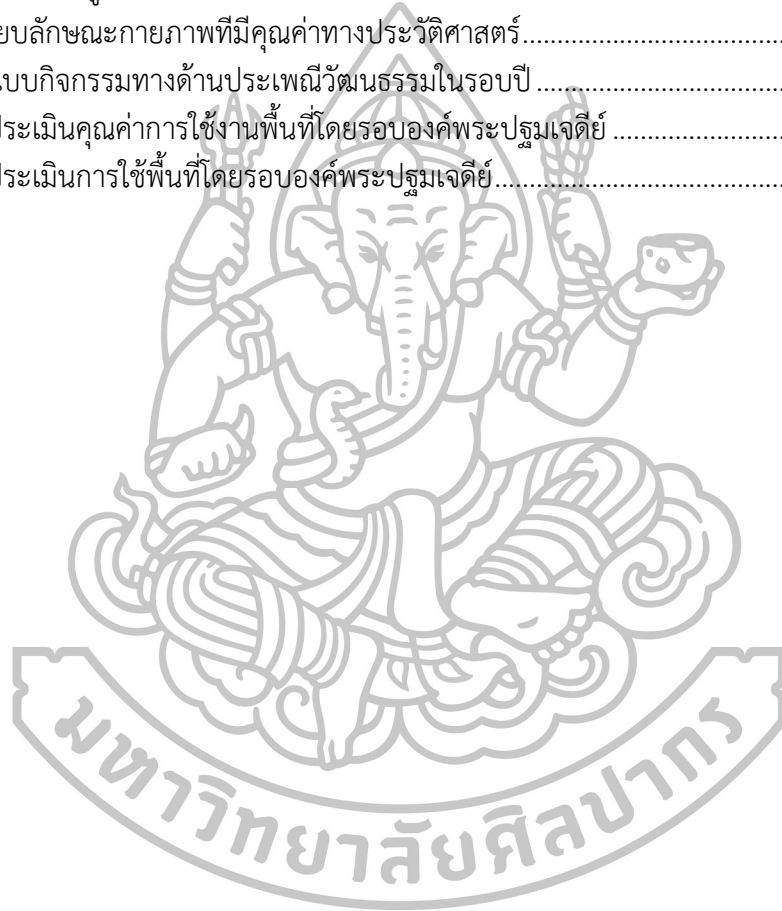 ยบลักษณะกายภาพที่มีคุณค่าทางประวัติศาสตร์.......................................
แบบกิจกรรมทางด้านประเพณีวัฒนธรรมในรอบปี.....................................
ประเมินคุณค่าการใช้งานพื้นที่โดยรอบองค์พระปฐมเจดีย์..........................
ประเมินการใช้พื้นที่โดยรอบองค์พระปฐมเจดีย์.........................................
มหาวิทยาลัยศิลปากร